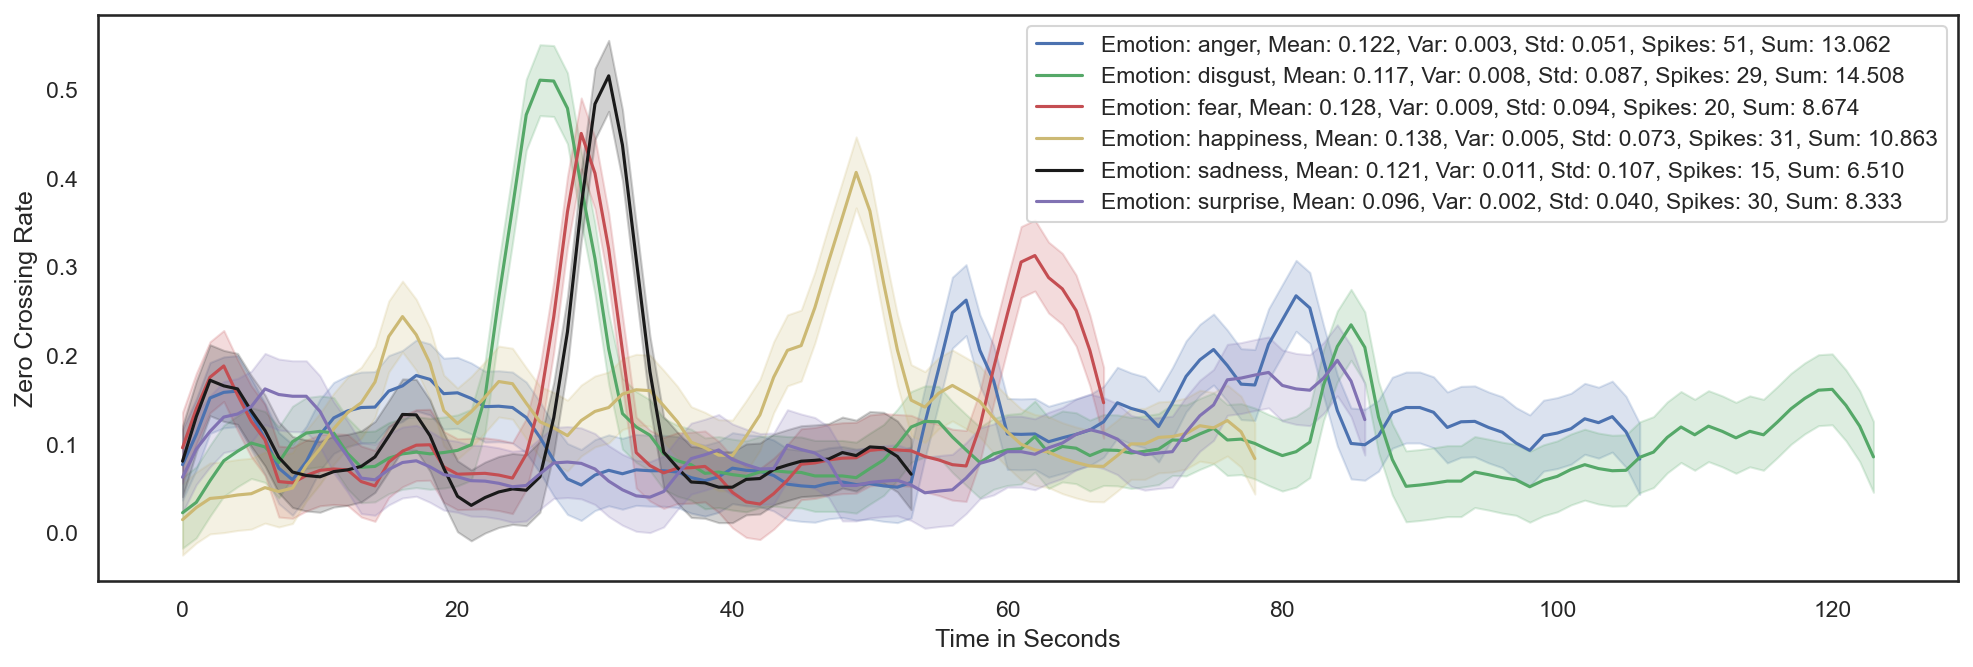 Emotion: anger, Mean: 0.122, Var: 0.003, Std: 0.051, Spikes: 51, Sum: 13.062
Emotion: disgust, Mean: 0.117, Var: 0.008, Std: 0.087, Spikes: 29, Sum: 14.508
Emotion: fear, Mean: 0.128, Var: 0.009, Std: 0.094, Spikes: 20, Sum: 8.674
Emotion: happiness, Mean: 0.138, Var: 0.005, Std: 0.073, Spikes: 31, Sum: 10.863
Emotion: sadness, Mean: 0.121, Var: 0.011, Std: 0.107, Spikes: 15, Sum: 6.510
Emotion: surprise, Mean: 0.096, Var: 0.002, Std: 0.040, Spikes: 30, Sum: 8.333
Zero Crossing Rate
0.5
0.4
0.3
0.2
0.1
0.0
0 20 40 60 80 100 120
Time in Seconds